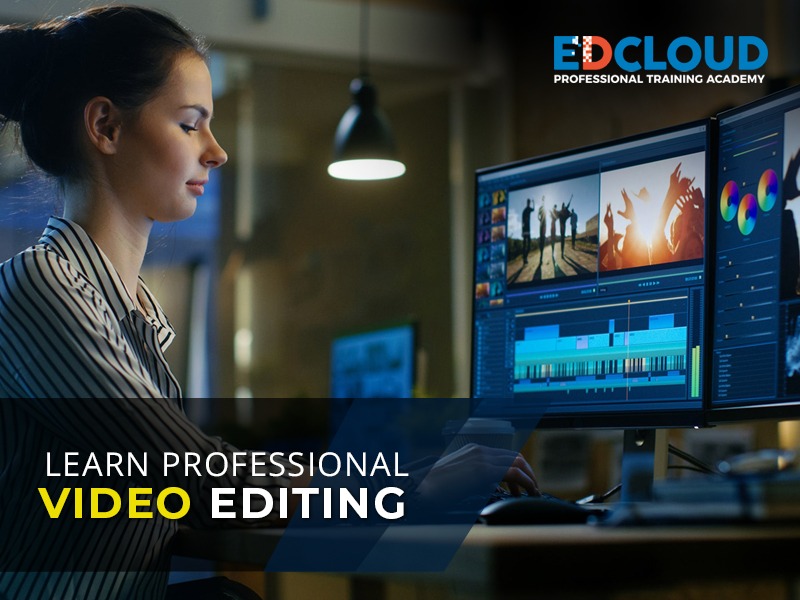 EDCLOUD
PROFESSIONAL TRAINING ACADEMY
LEARN PROFESSIONAL
VIDEO EDITING